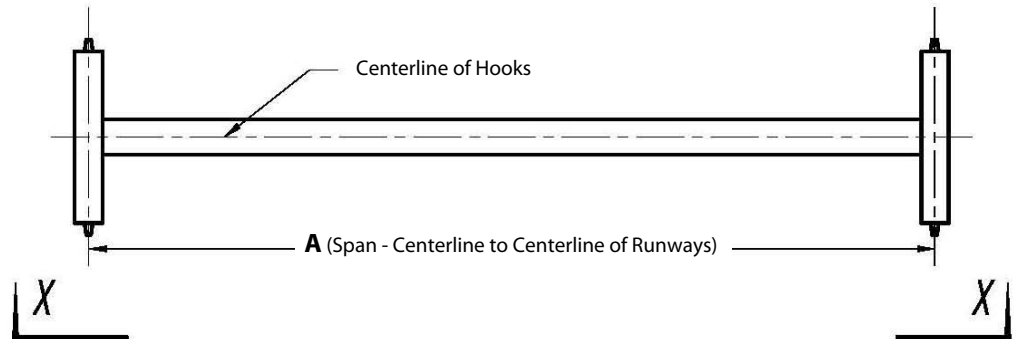 Centerline of Hooks
A (Span - Centerline to Centerline of Runways)
X X